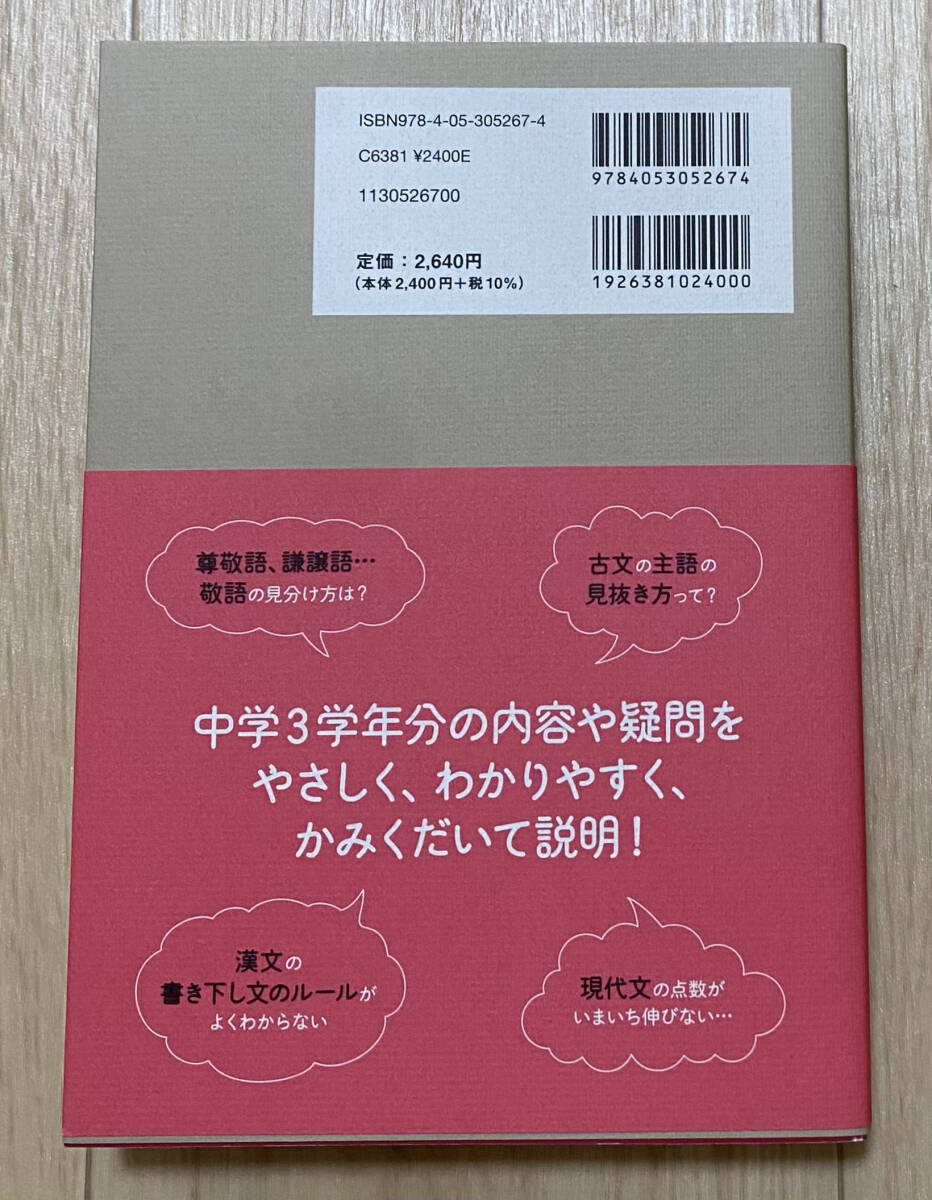 ISBN978-4-05-305267-4
C6381 ¥2400E
1130526700
定価：2,640円
（本体2,400円＋税10%）
9784053052674
1926381024000
尊敬語、謙譲語…
敬語の見分け方は？
古文の主語の
見抜き方って？
中学3学年分の内容や疑問を
やさしく、わかりやすく、
かみくだいて説明！
漢文の
書き下し文のルールが
よくわからない
現代文の点数が
いまいち伸びない…